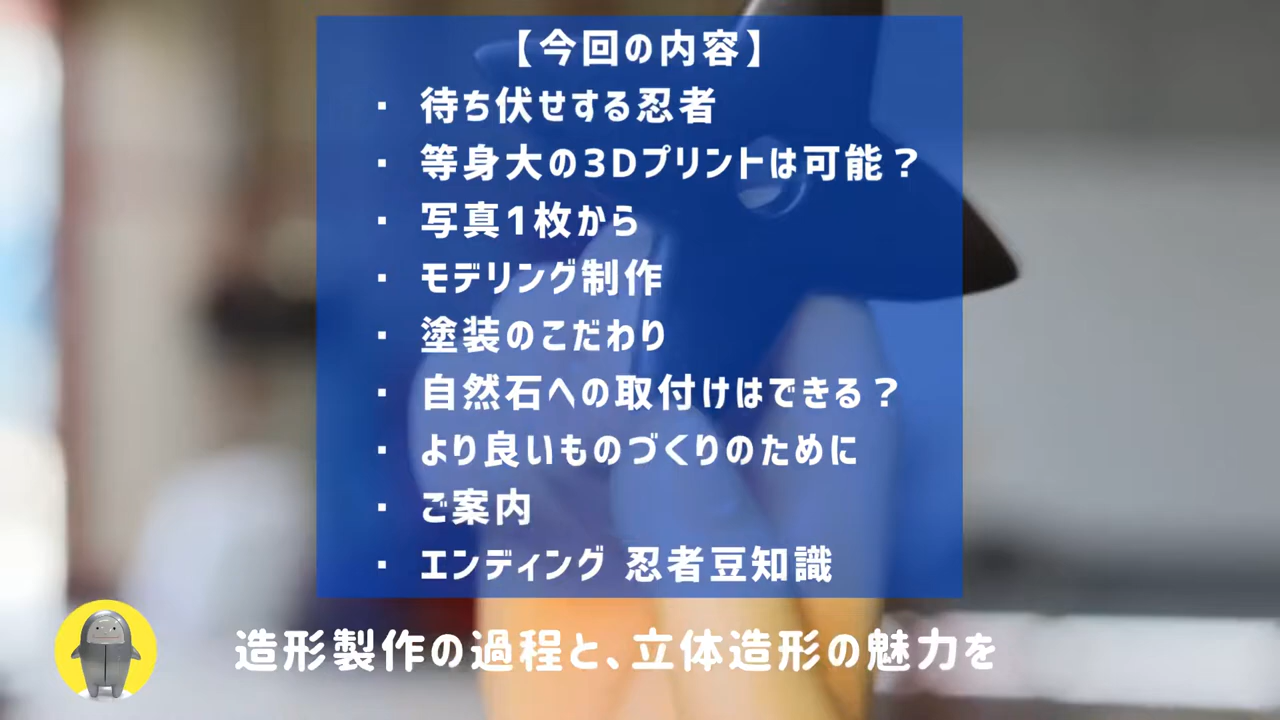 【今回の内容】
・ 待ち伏せする忍者
・ 等身大の3Dプリントは可能？
・ 写真1枚から
・ モデリング制作
・ 塗装のこだわり
・ 自然石への取付けはできる？
・ より良いものづくりのために
・ ご案内
・ エンディング 忍者豆知識
造形製作の過程と、立体造形の魅力を